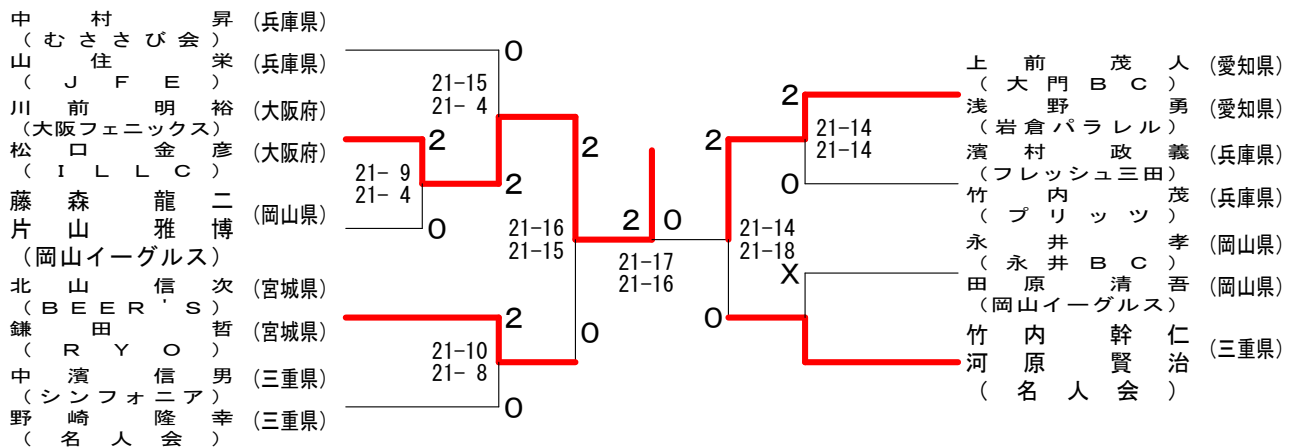 中村昇 (兵庫県)
(むささび会)
山住栄 (兵庫県)
(JFE)
川前明裕 (大阪府)
(大阪フェニックス)
松口金彦 (大阪府)
(ILLC)
藤森龍二
(岡山県)
片山雅博
(岡山イーグルス)
北山信次 (宮城県)
(BEER'S)
鎌田哲 (宮城県)
(RYO)
中濱信男 (三重県)
(シンフォニア)
野崎隆幸 (三重県)
(名人会)
0
21-15
21- 4
2
2
21- 9
21- 4
0
2
21-16
21-15
2
21-10
21- 8
0
0
2
0
21-17
21-16
2
21-14
21-18
0
2
21-14
21-14
0
X
上前茂人 (愛知県)
(大門BC)
浅野勇 (愛知県)
(岩倉パラレル)
濱村政義 (兵庫県)
(フレッシュ三田)
竹内茂 (兵庫県)
(プリッツ)
永井孝 (岡山県)
(永井BC)
田原清吾 (岡山県)
(岡山イーグルス)
竹内幹仁
(三重県)
河原賢治
(名人会)